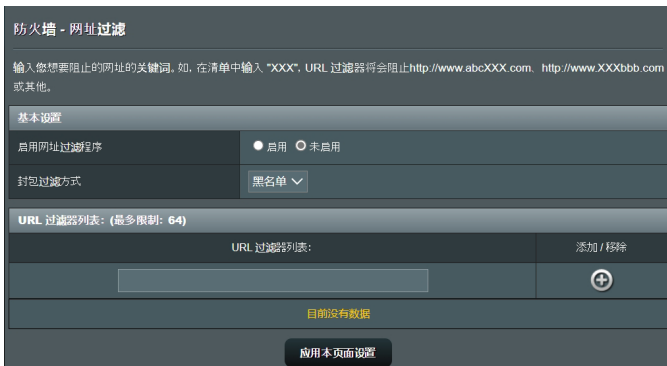 防火墙 - 网址过滤
输入您想要阻止的网址的关键词。如, 在清单中输入 "XXX", URL 过滤器将会阻止http://www.abcXXX.com、http://www.XXXbbb.com
或其他。
基本设置
启用网址过滤程序 启用 未启用
封包过滤方式 黑名单
URL 过滤器列表: (最多限制: 64)
URL 过滤器列表: 添加 / 移除
目前没有数据
应用本页面设置